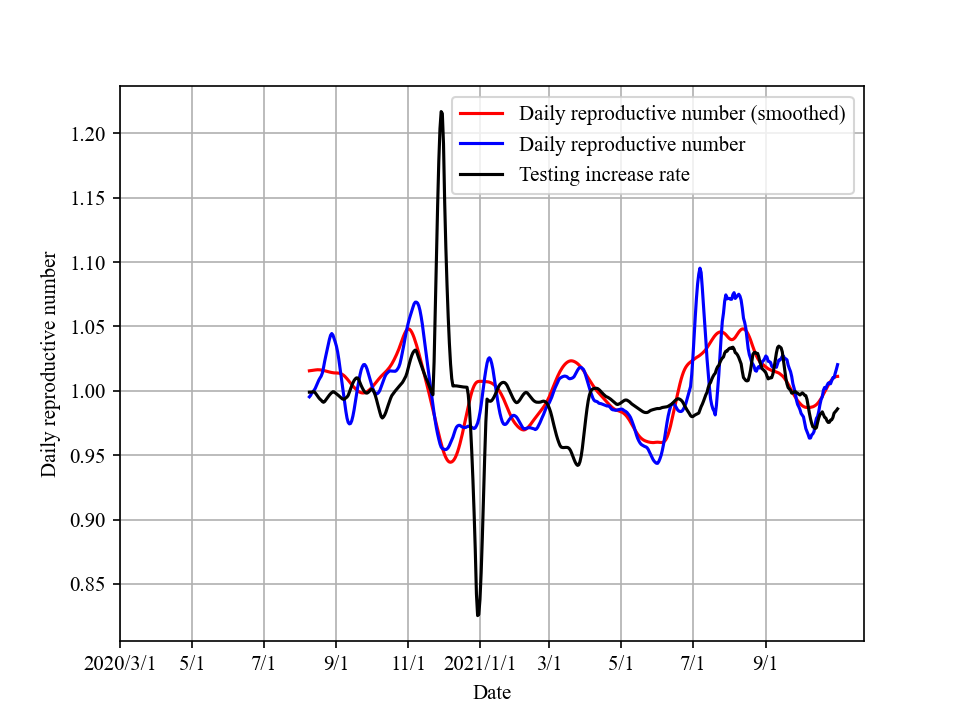 Daily reproductive number (smoothed)
Daily reproductive number
Testing increase rate
Daily reproductive number
1.20
1.15
1.10
1.05
1.00
0.95
0.90
0.85
2020/3/1 5/1 7/1 9/1 11/1 2021/1/1 3/1 5/1 7/1 9/1
Date